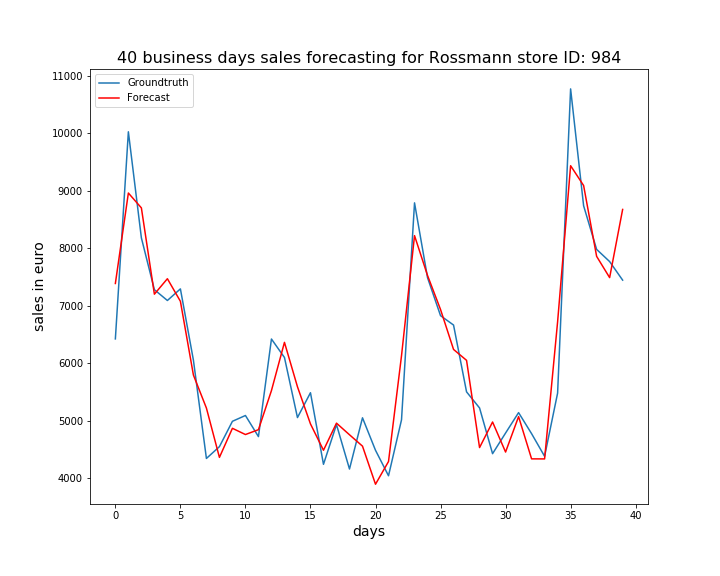 40 business days sales forecasting for Rossmann store ID: 984
Groundtruth
Forecast
sales in euro
11000
10000
9000
8000
7000
6000
5000
4000
0 5 10 15 20 25 30 35 40
days